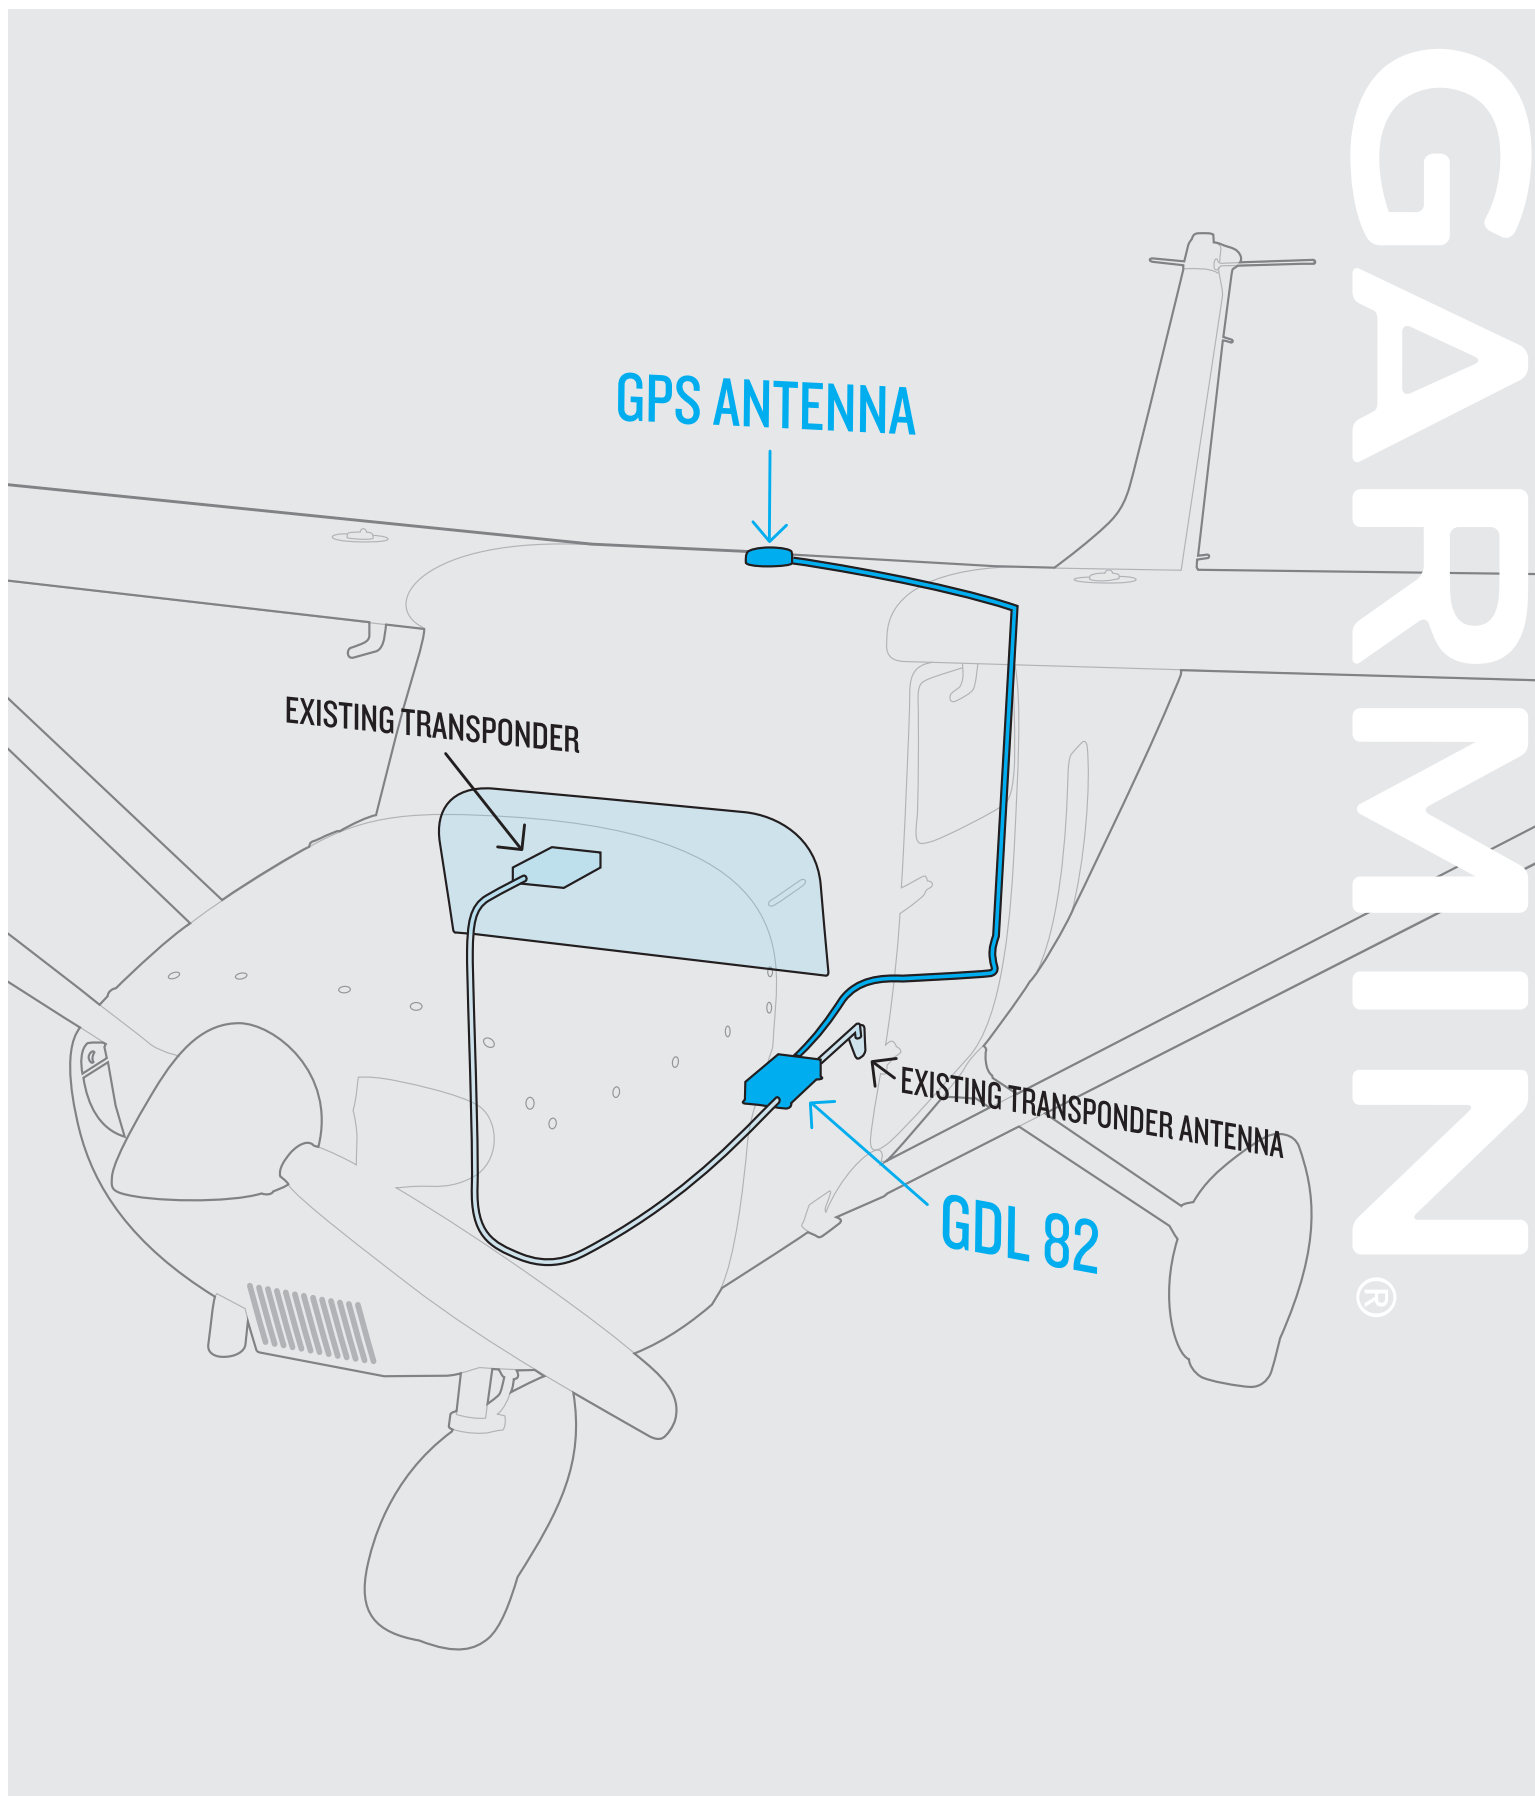 GARMIN®
GPS ANTENNA
EXISTING TRANSPONDER
EXISTING TRANSPONDER ANTENNA
GDL 82